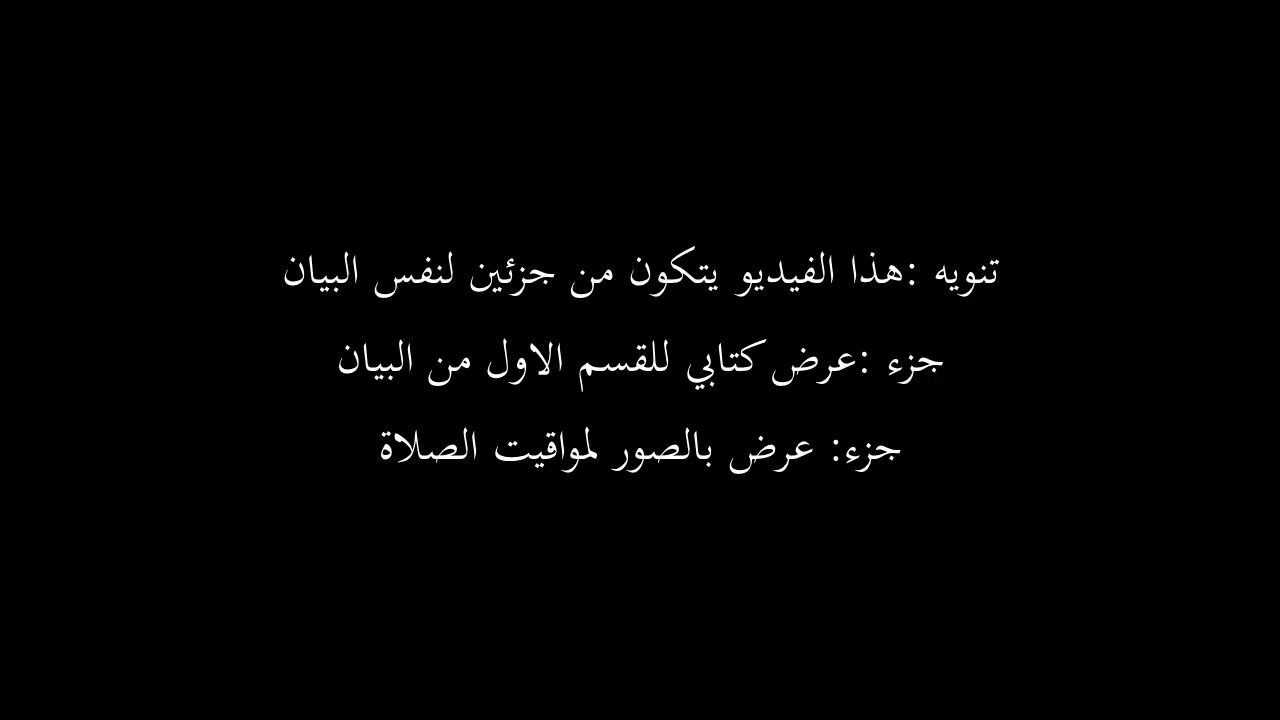 تنويه :هذا الفيديو يتكون من جزئين لنفس البيان
جزء :عرض كتابي للقسم الاول من البيان
جزء: عرض بالصور لمواقيت الصلاة